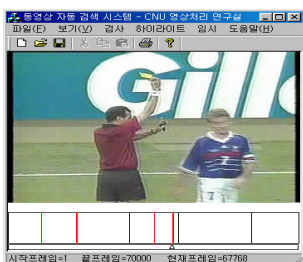 동영상 자동 검색 시스템 - CNU 영상처리 연구실
파일(F) 보기(V) 검사 하이라이트 임시 도움말(H)
Gill
7
시작프레임=1 끝프레임=70000 현재프레임=67768